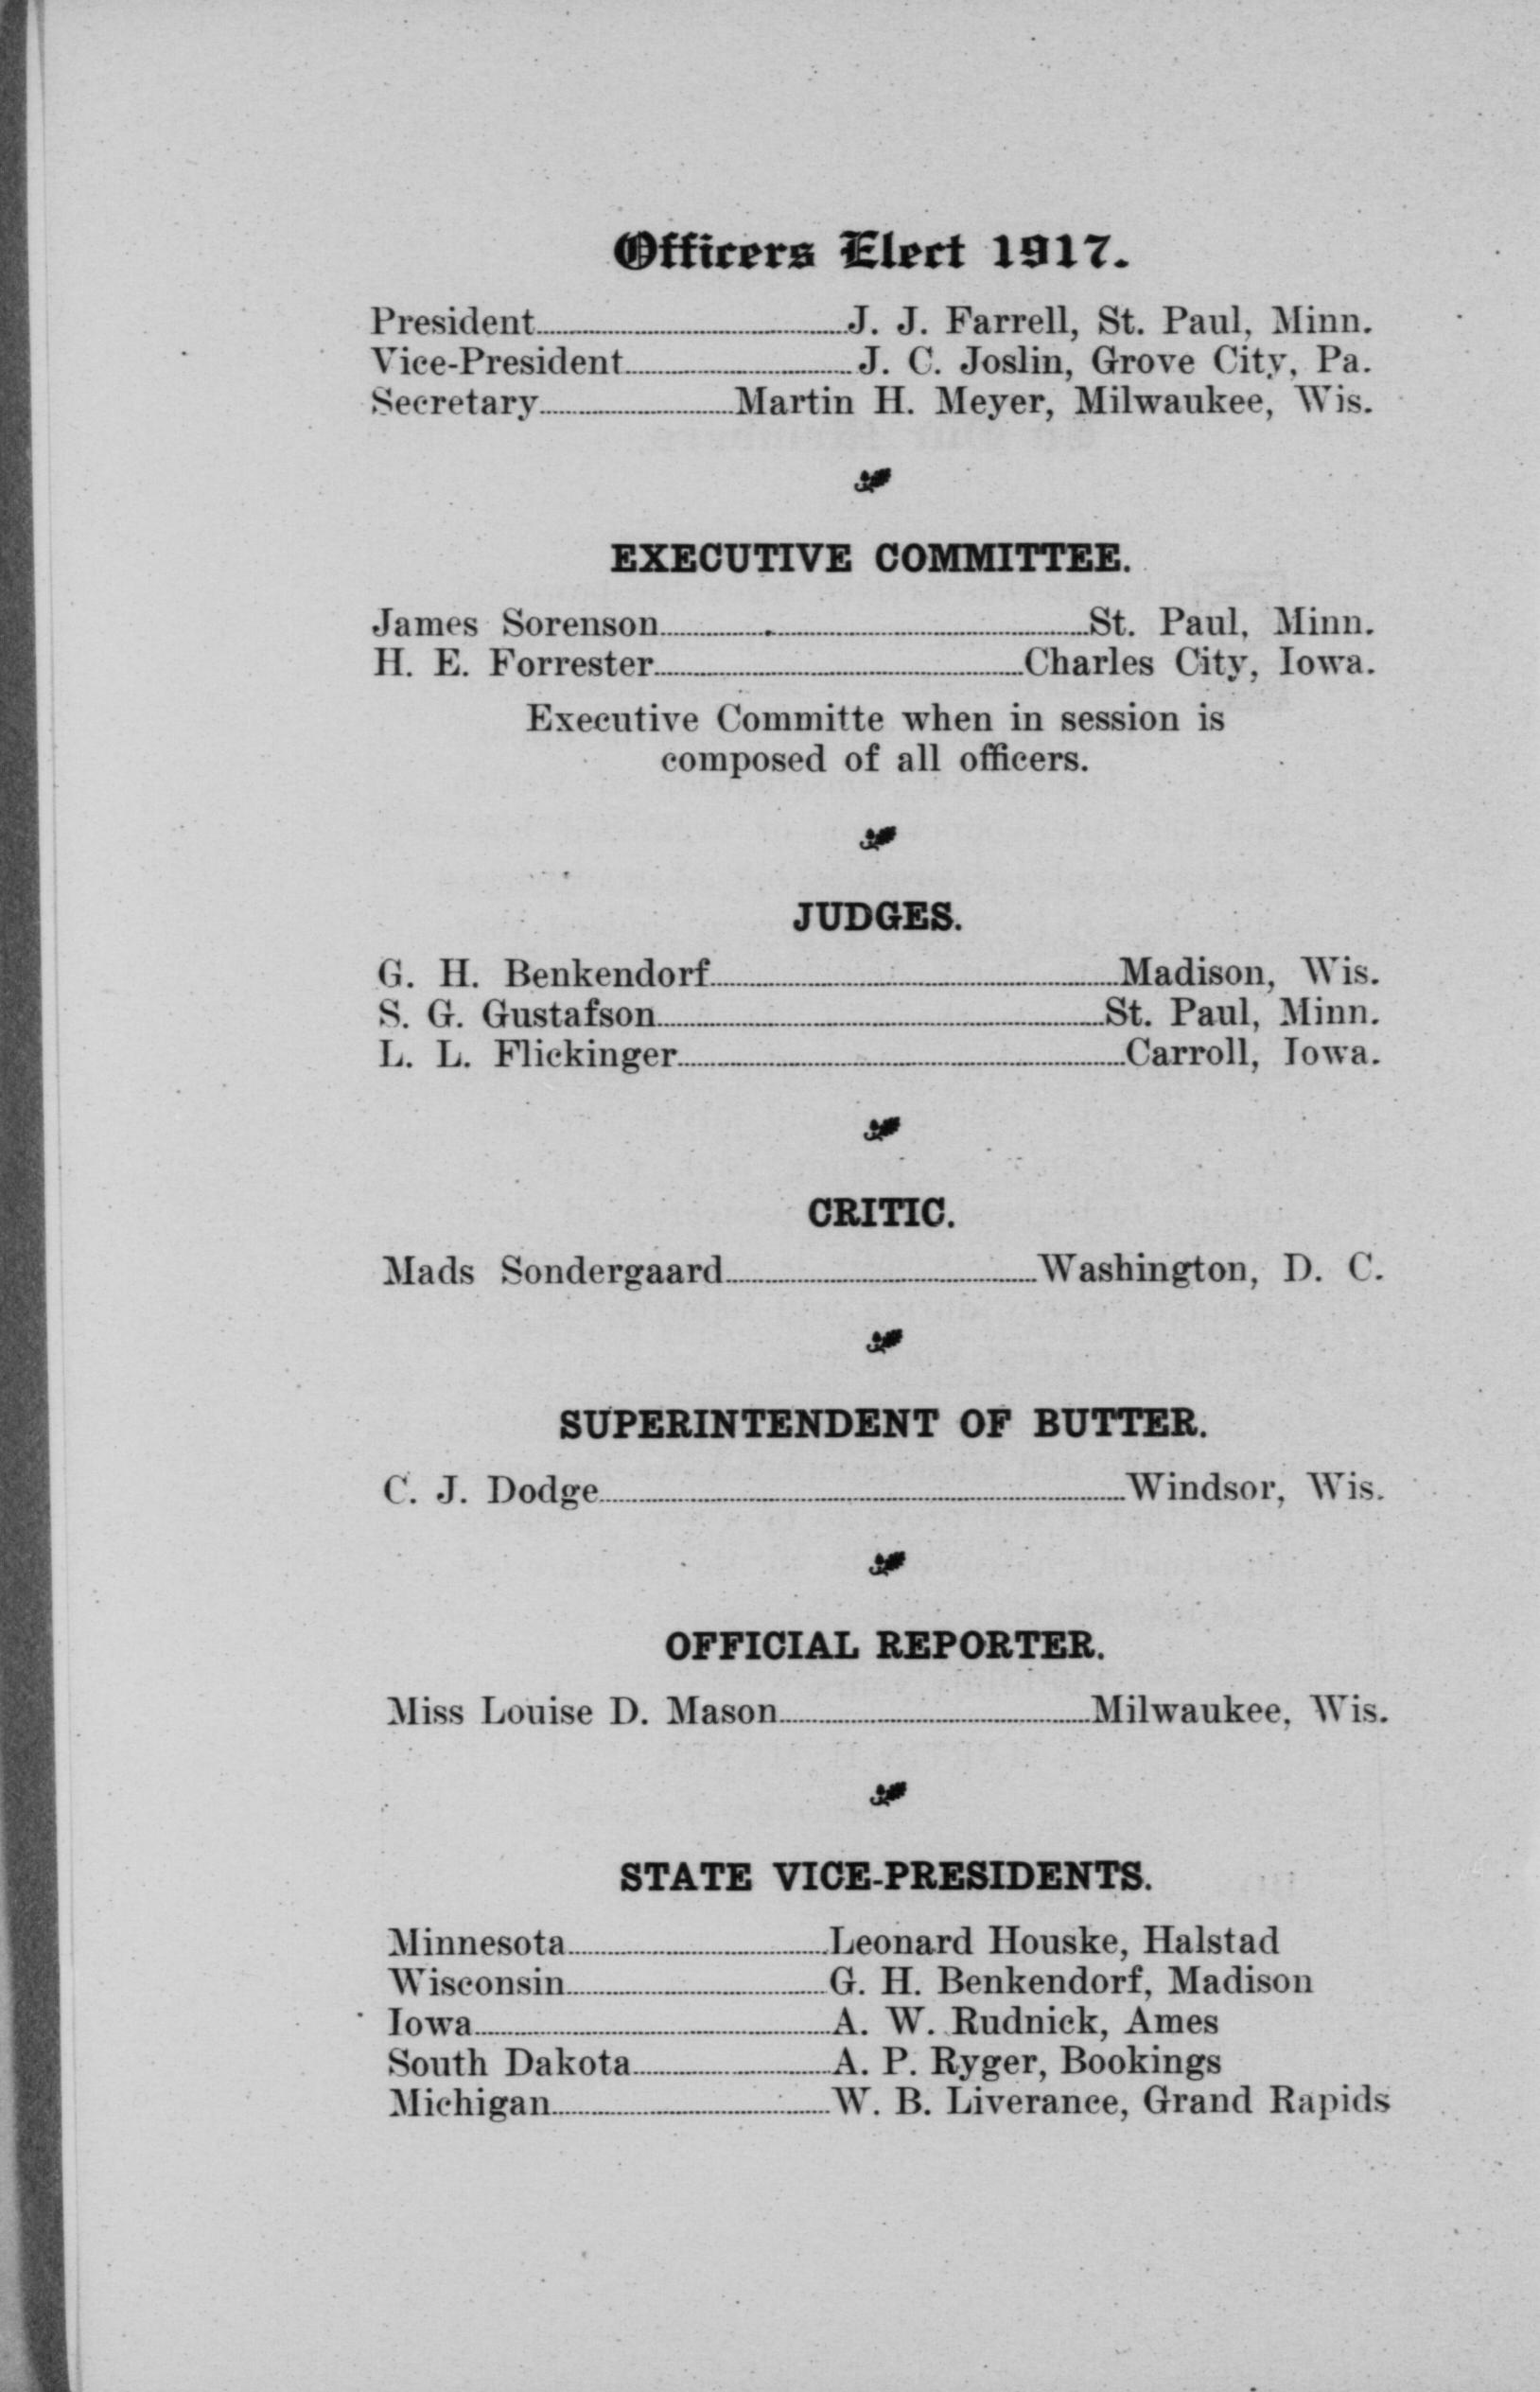 Officers Elect 1917.
President........J. J. Farrell, St. Paul, Minn.
Vice-President........J. C. Joslin, Grove City, Pa.
Secretary........Martin H. Meyer, Milwaukee, Wis.
EXECUTIVE COMMITTEE.
James Sorenson........St. Paul, Minn.
H. E. Forrester........Charles City, Iowa.
Executive Committe when in session is
composed of all officers.
JUDGES.
G. H. Benkendorf........Madison, Wis.
S. G. Gustafson........St. Paul, Minn.
L. L. Flickinger........Carroll, Iowa.
CRITIC.
Mads Sondergaard........Washington, D. C.
SUPERINTENDENT OF BUTTER.
C. J. Dodge........Windsor, Wis.
OFFICIAL REPORTER.
Miss Louise D. Mason........Milwaukee, Wis.
STATE VICE-PRESIDENTS.
Minnesota........Leonard Houske, Halstad
Wisconsin........G. H. Benkendorf, Madison
Iowa........A. W. Rudnick, Ames
South Dakota........A. P. Ryger, Bookings
Michigan........W. B. Liverance, Grand Rapids